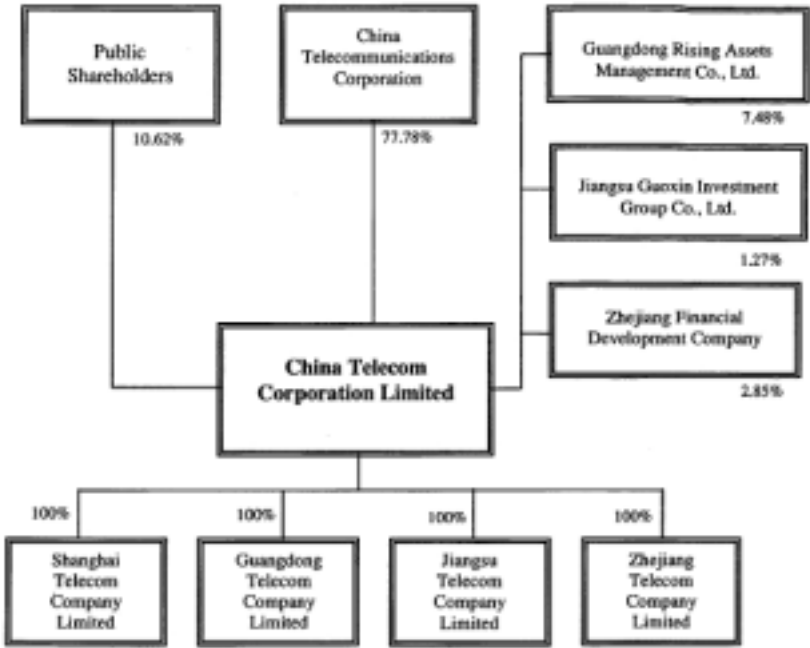 Public
Shareholders
10.62%
China
Telecommunications
Corporation
77.78%
Guangdong Rising Assets
Management Co., Ltd.
7.48%
Jiangsu Guoxin Investment
Group Co., Ltd.
1.27%
Zhejiang Financial
Development Company
2.85%
China Telecom
Corporation Limited
100%
Shanghai
Telecom
Company
Limited
100%
Guangdong
Telecom
Company
Limited
100%
Jiangsu
Telecom
Company
Limited
100%
Zhejiang
Telecom
Company
Limited